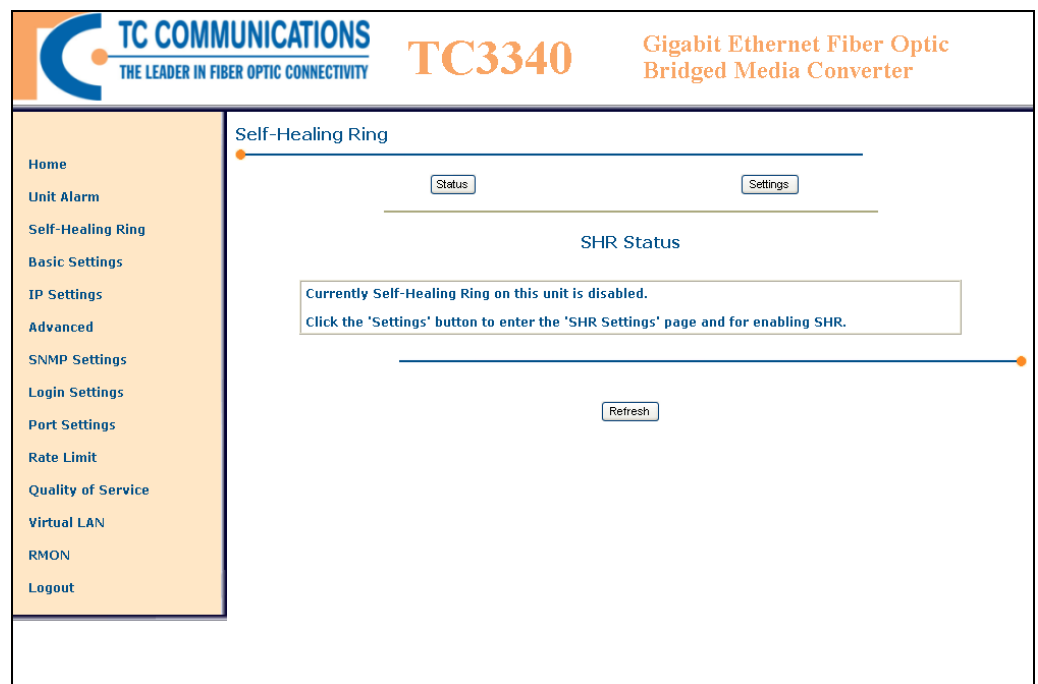 TC COMMUNICATIONS
THE LEADER IN FIBER OPTIC CONNECTIVITY
TC3340
Gigabit Ethernet Fiber Optic
Bridged Media Converter
Home
Unit Alarm
Self-Healing Ring
Basic Settings
IP Settings
Advanced
SNMP Settings
Login Settings
Port Settings
Rate Limit
Quality of Service
Virtual LAN
RMON
Logout
Self-Healing Ring
Status
Settings
SHR Status
Currently Self-Healing Ring on this unit is disabled.
Click the 'Settings' button to enter the 'SHR Settings' page and for enabling SHR.
Refresh